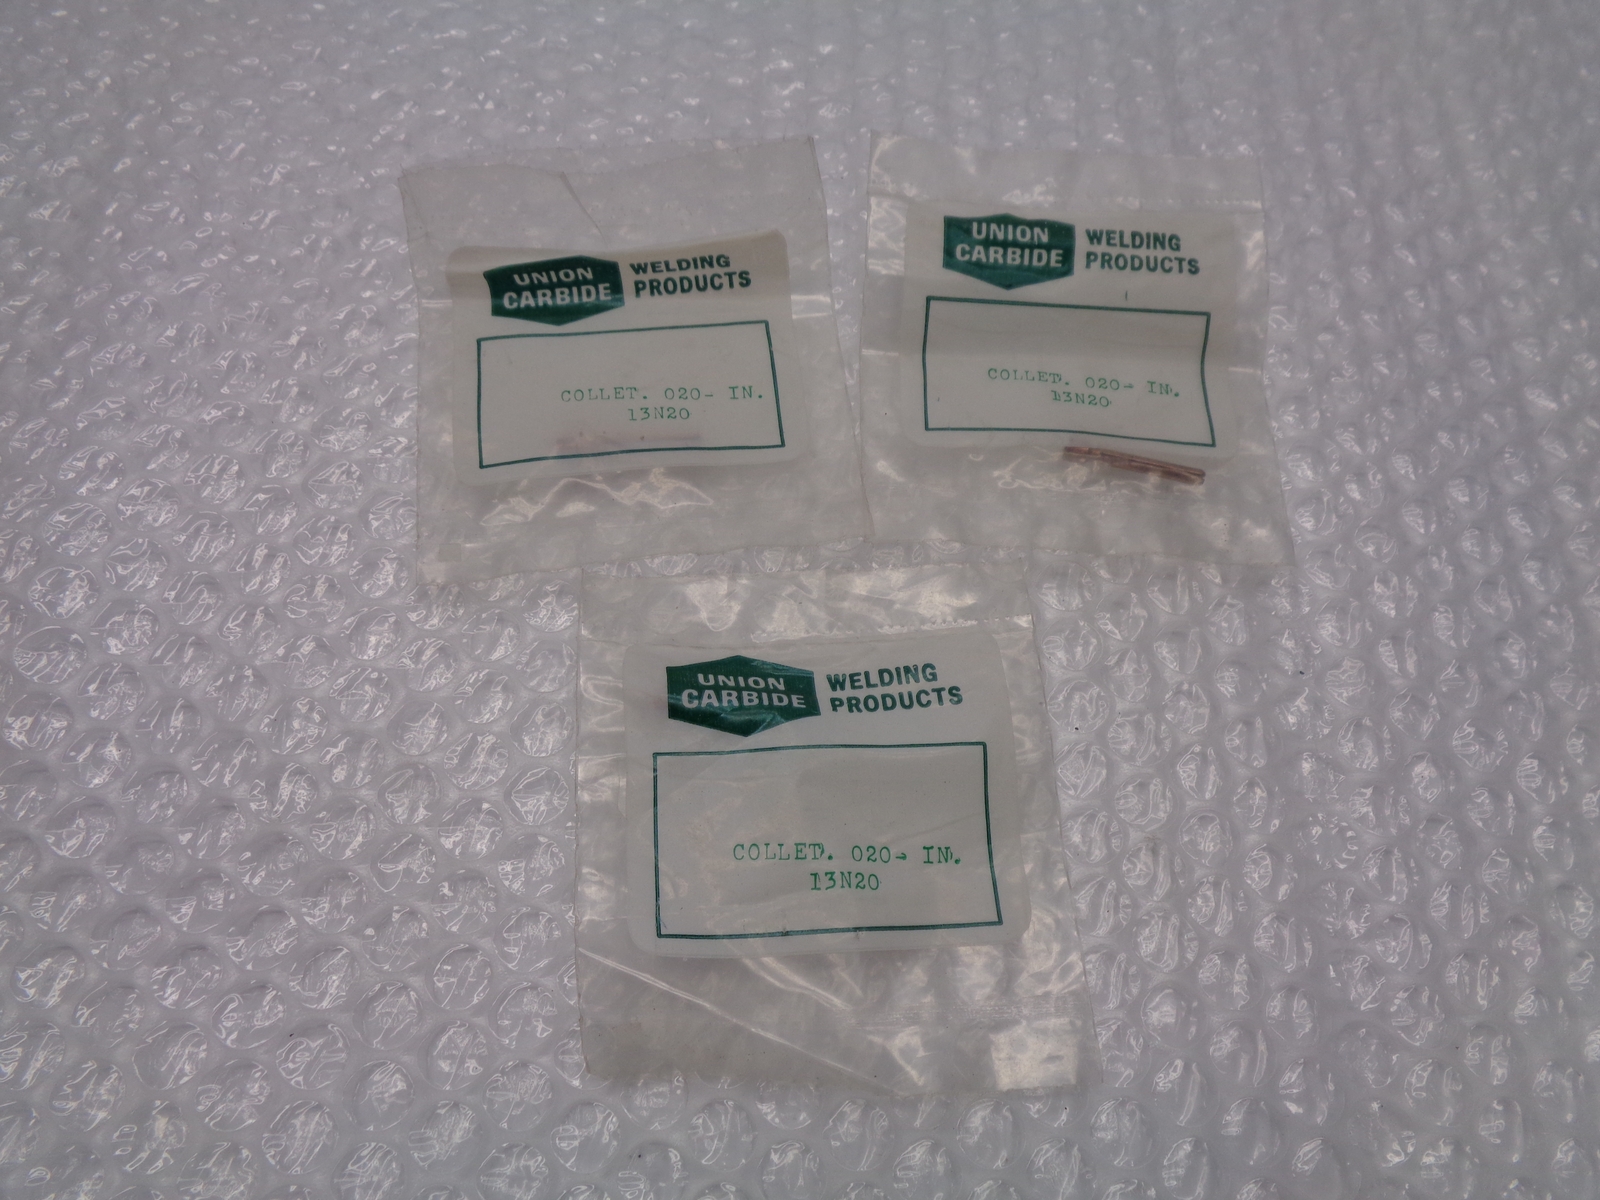 UNION
CARBIDE
WELDING
PRODUCTS
COLLET. 020- IN.
13N20
UNION
CARBIDE
WELDING
PRODUCTS
COLLET. 020- IN.
13N20
UNION
CARBIDE
WELDING
PRODUCTS
COLLET. 020- IN.
13N20